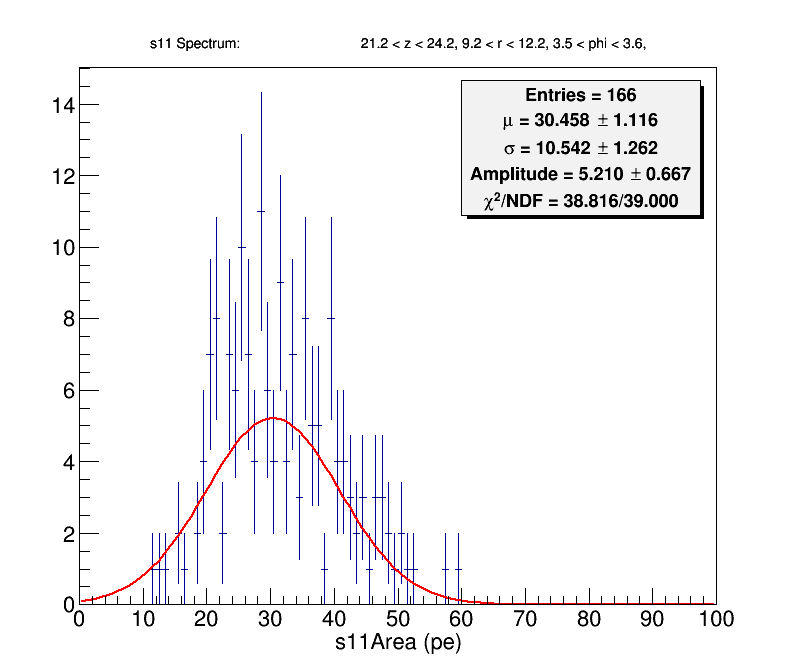 s11 Spectrum: 21.2 < z < 24.2, 9.2 < r < 12.2, 3.5 < phi < 3.6,
Entries = 166
μ = 30.458 ± 1.116
σ = 10.542 ± 1.262
Amplitude = 5.210 ± 0.667
χ²/NDF = 38.816/39.000
14
12
10
8
6
4
2
0
0 10 20 30 40 50 60 70 80 90 100
s11Area (pe)